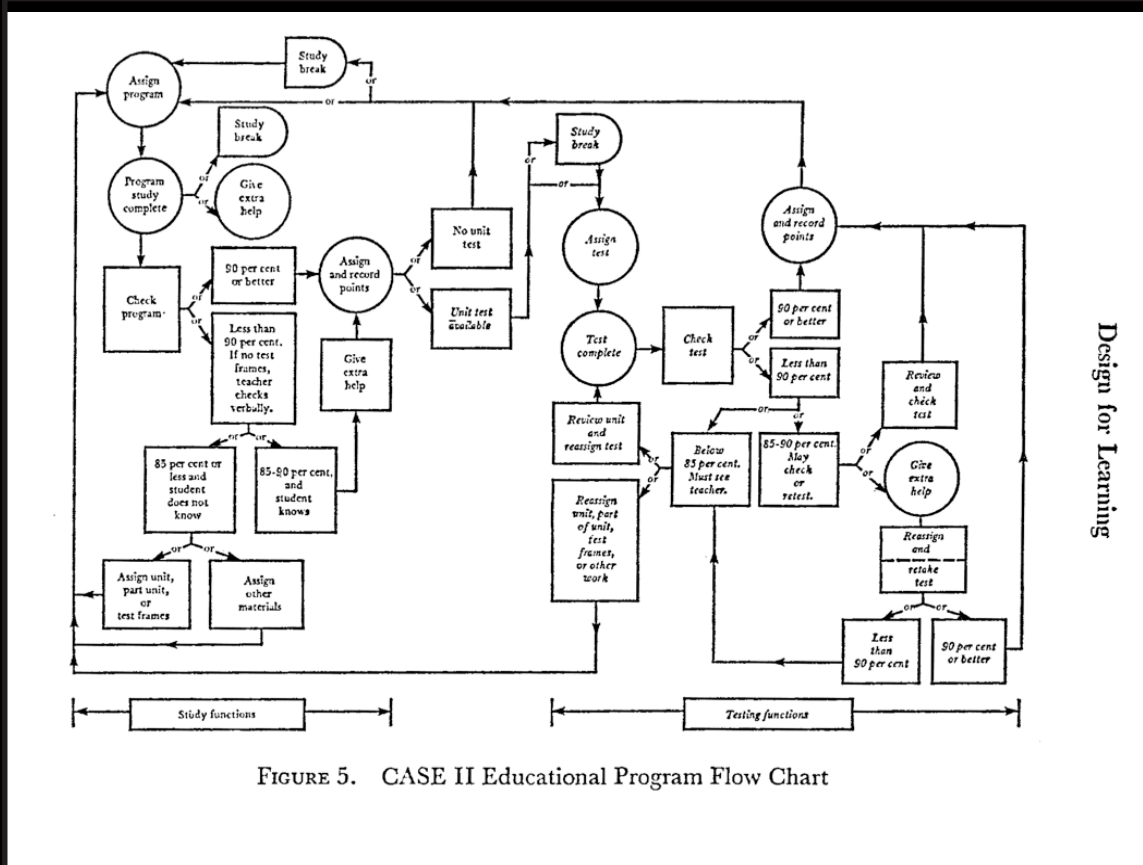 Study
break
Assign
program
or
or
Study
break
Study
break
or
or
Program
study
complete
or
or
Give
extra
help
No unit
test
Assign
test
Assign
and record
points
90 per cent
or better
Assign
and record
points
or
or
Check
program
or
or
Unit test
available
90 per cent
or better
Less than
90 per cent.
If no test
frames,
teacher
checks
verbally.
Give
extra
help
Test
complete
Check
test
or
or
Less than
90 per cent
Review
and
check
test
or
or
Review unit
and
reassign test
or
or
Below
85 per cent.
Must see
teacher.
85-90 per cent.
May
check
or
retest.
or
or
Give
extra
help
or
or
85 per cent or
less and
student
does not
know
85-90 per cent,
and
student
knows
Reassign
unit, part
of unit,
test
frames,
or other
work
Reassign
and
retake
test
or
or
Assign unit,
part unit,
or
test frames
Assign
other
materials
or
or
Less
than
90 per cent
90 per cent
or better
Study functions
Testing functions
FIGURE 5. CASE II Educational Program Flow Chart
Design for Learning